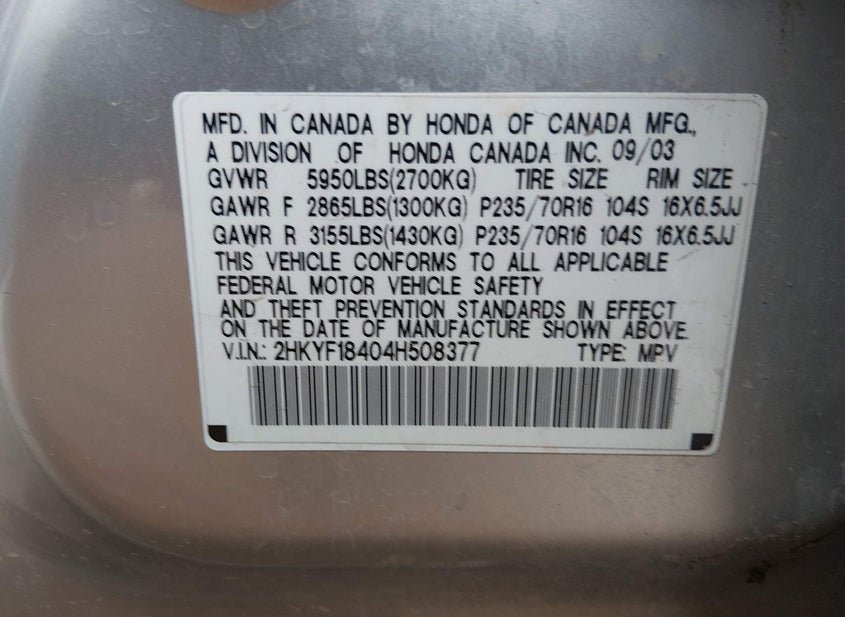 MFD. IN CANADA BY HONDA OF CANADA MFG.,
A DIVISION OF HONDA CANADA INC. 09/03
GVWR 5950LBS(2700KG) TIRE SIZE RIM SIZE
GAWR F 2865LBS(1300KG) P235/70R16 104S 16X6.5JJ
GAWR R 3155LBS(1430KG) P235/70R16 104S 16X6.5JJ
THIS VEHICLE CONFORMS TO ALL APPLICABLE
FEDERAL MOTOR VEHICLE SAFETY
AND THEFT PREVENTION STANDARDS IN EFFECT
ON THE DATE OF MANUFACTURE SHOWN ABOVE.
V.I.N.: 2HKYF18404H508377 TYPE: MPV